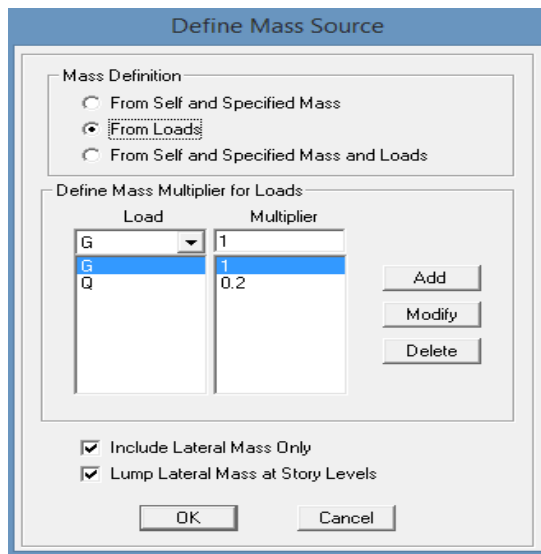 Define Mass Source
Mass Definition
From Self and Specified Mass
From Loads
From Self and Specified Mass and Loads
Define Mass Multiplier for Loads
Load Multiplier
G 1
G 1
Q 0.2
Add
Modify
Delete
Include Lateral Mass Only
Lump Lateral Mass at Story Levels
OK Cancel